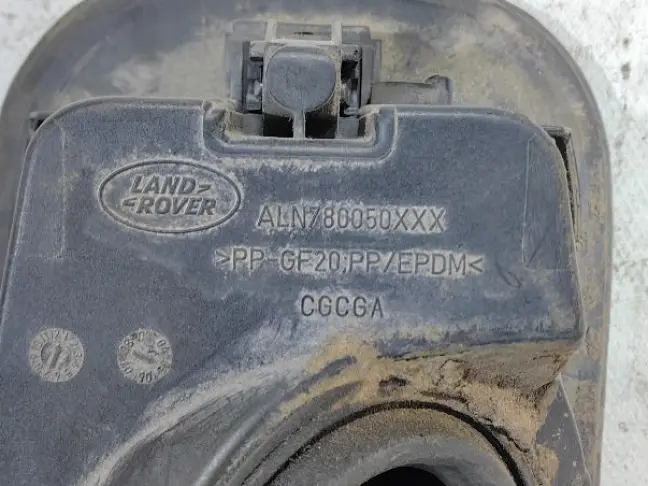 LAND
ROVER
ALN780050XXX
>PP-GF20;PP/EPDM<
CGCGA